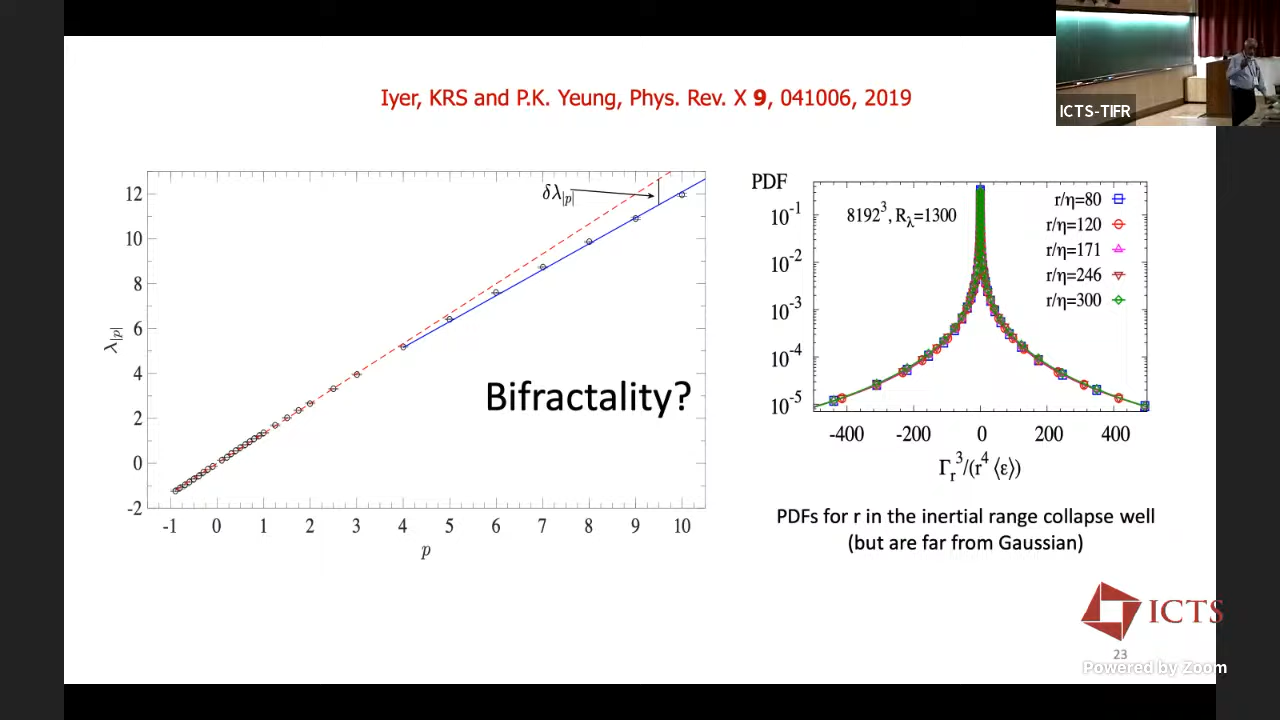 Iyer, KRS and P.K. Yeung, Phys. Rev. X 9, 041006, 2019
ICTS-TIFR
12
10
8
6
4
2
0
-2
λ|p|
δλ|p|
Bifractality?
-1 0 1 2 3 4 5 6 7 8 9 10
p
PDF
10⁻¹
10⁻²
10⁻³
10⁻⁴
10⁻⁵
8192³, Rλ=1300
r/η=80
r/η=120
r/η=171
r/η=246
r/η=300
-400 -200 0 200 400
Γr³/(r⁴ ⟨ε⟩)
PDFs for r in the inertial range collapse well
(but are far from Gaussian)
ICTS
23
Powered by Zoom